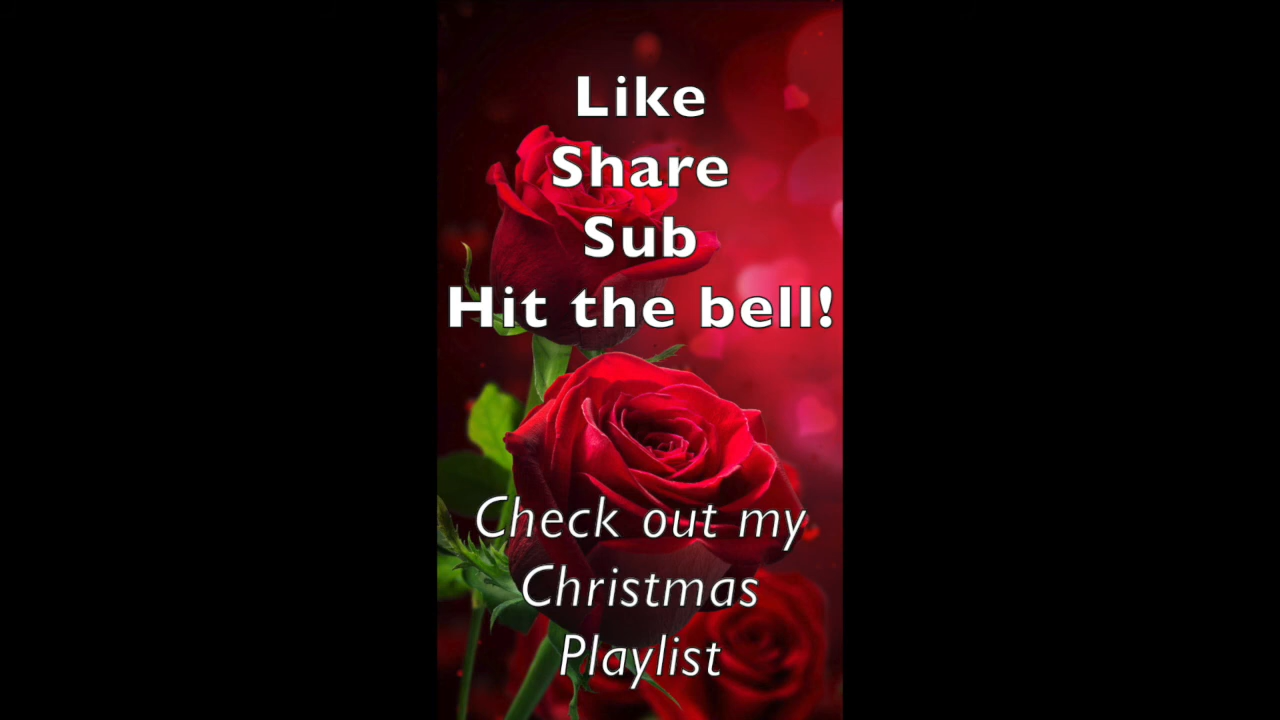 Like
Share
Sub
Hit the bell!
Check out my
Christmas
Playlist